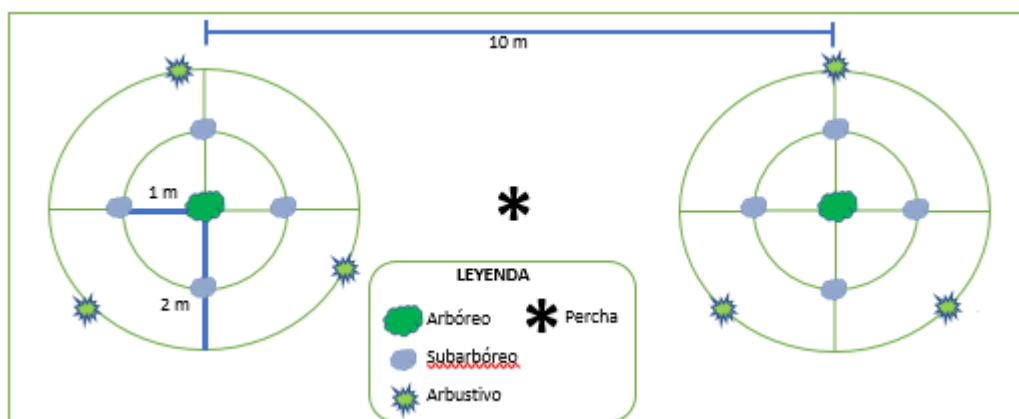 10 m
1 m
2 m
LEYENDA
Arbóreo
Percha
Subarbóreo
Arbustivo